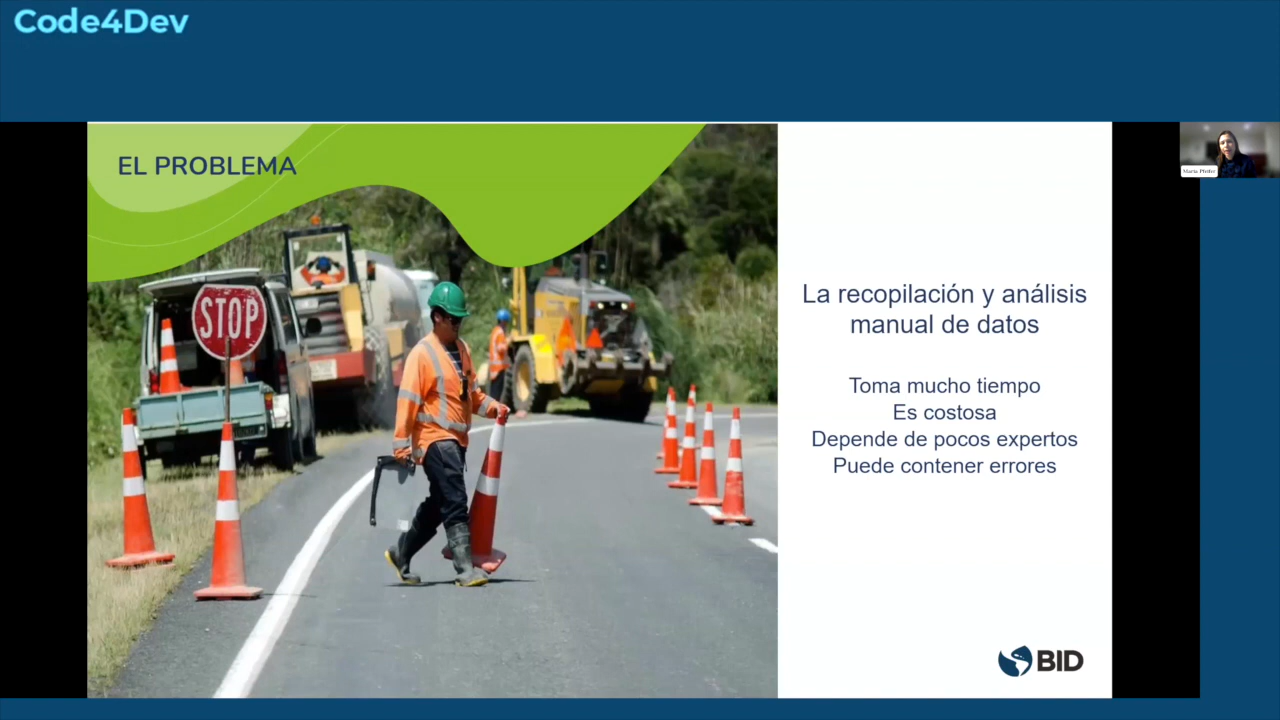 Code4Dev
EL PROBLEMA
STOP
La recopilación y análisis
manual de datos
Toma mucho tiempo
Es costosa
Depende de pocos expertos
Puede contener errores
BID